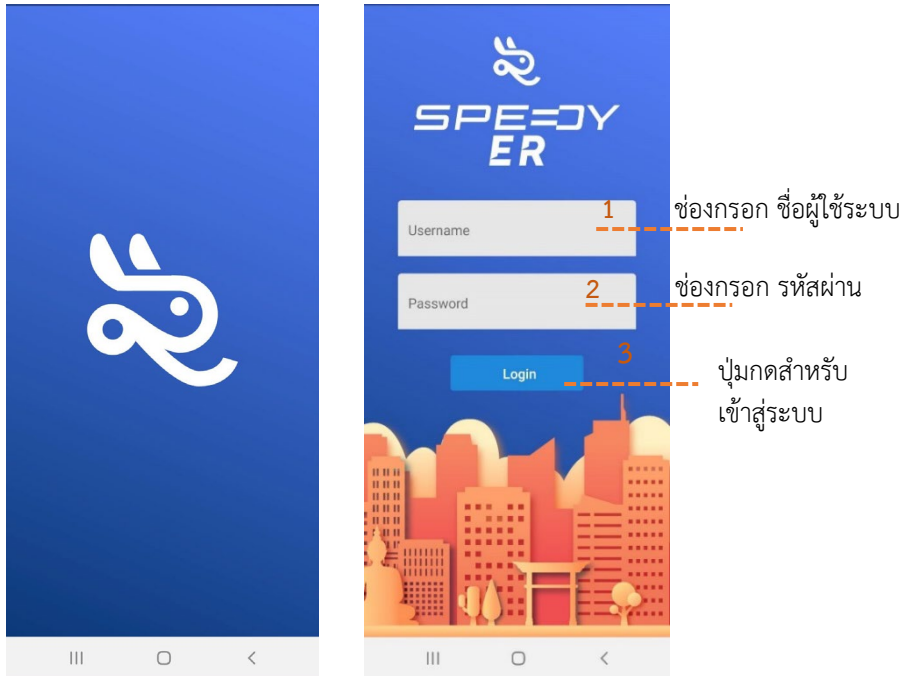 SPEEDY
ER
Username
1
ช่องกรอก ชื่อผู้ใช้ระบบ
Password
2
ช่องกรอก รหัสผ่าน
3
Login
ปุ่มกดสำหรับ
เข้าสู่ระบบ